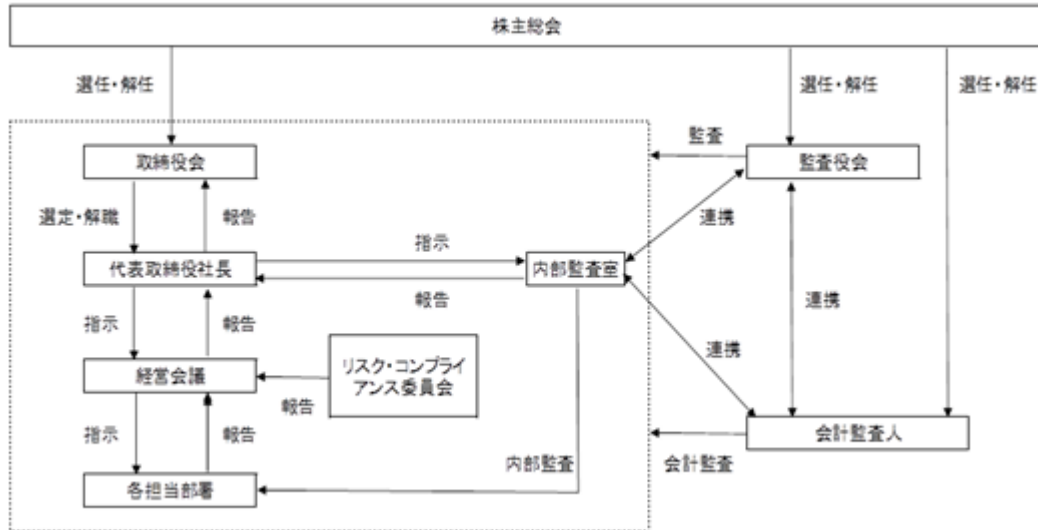 株主総会
選任・解任
選任・解任
選任・解任
監査
取締役会
監査役会
選定・解職
報告
連携
指示
代表取締役社長
内部監査室
報告
連携
指示
報告
連携
リスク・コンプライ
アンス委員会
経営会議
報告
会計監査人
指示
報告
内部監査
会計監査
各担当部署